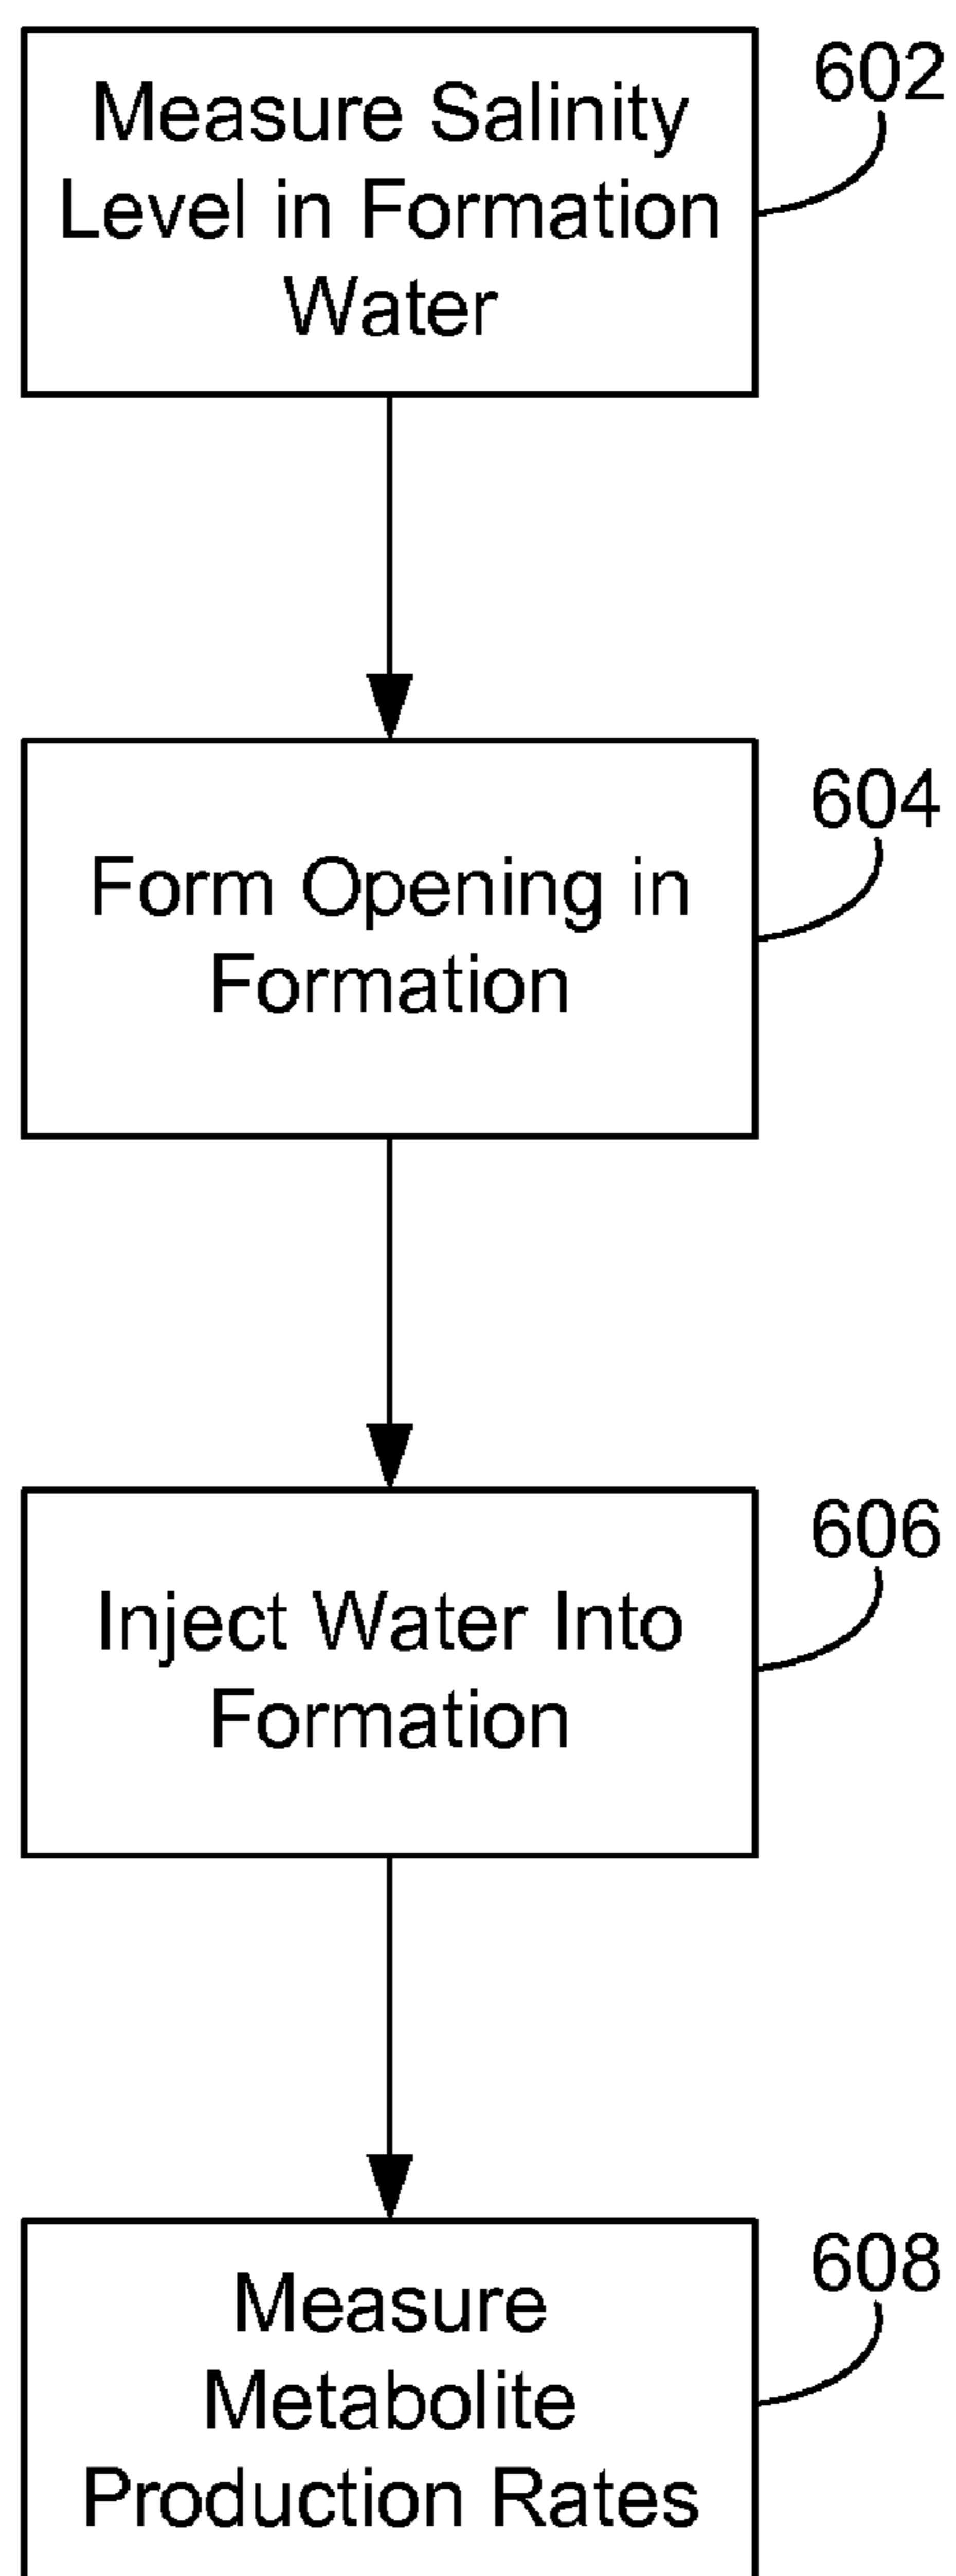 Measure Salinity
Level in Formation
Water
602
Form Opening in
Formation
604
Inject Water Into
Formation
606
Measure
Metabolite
Production Rates
608